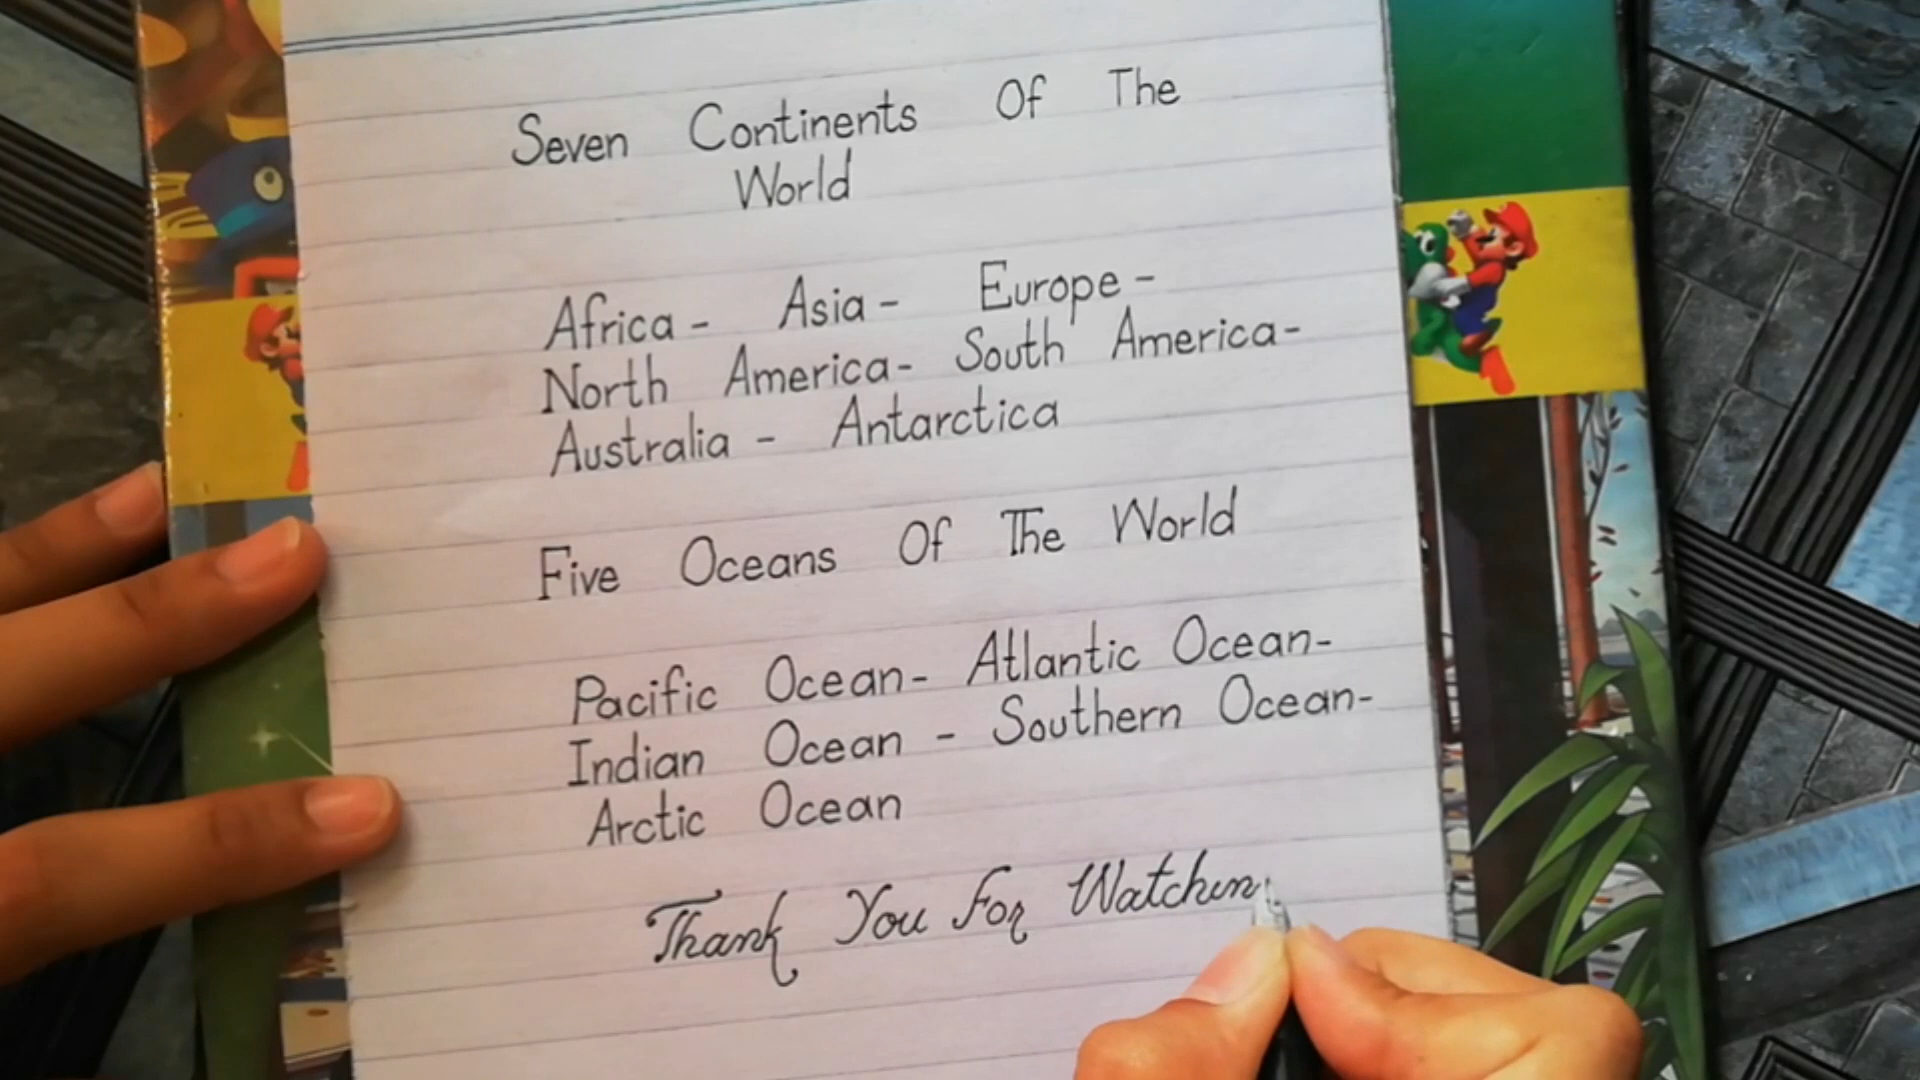 Seven Continents Of The
World
Africa - Asia - Europe -
North America - South America -
Australia - Antarctica
Five Oceans Of The World
Pacific Ocean - Atlantic Ocean -
Indian Ocean - Southern Ocean -
Arctic Ocean
Thank You For Watchin